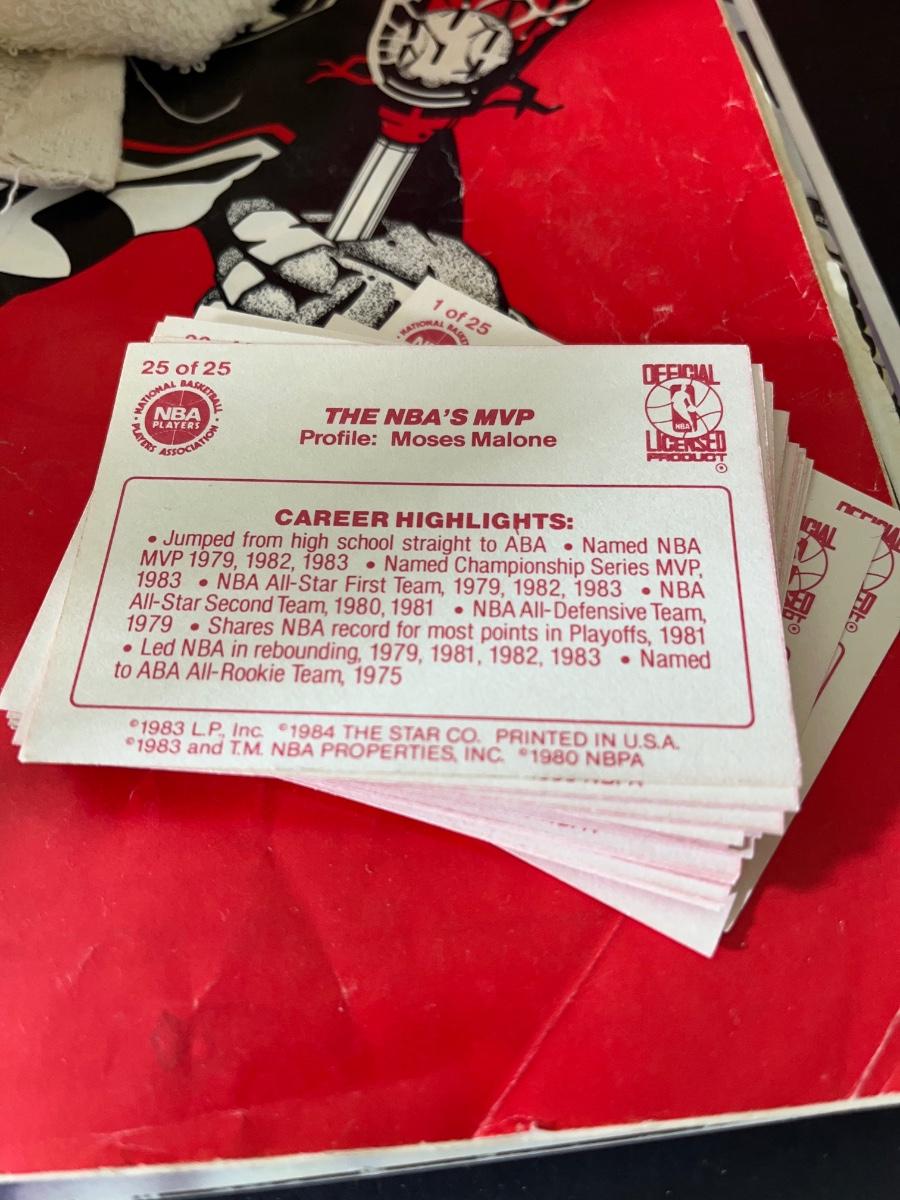 1 of 25
NATIONAL BASKETB
25 of 25
NATIONAL BASKETBALL
NBA
PLAYERS
PLAYERS ASSOCIATION
THE NBA'S MVP
Profile: Moses Malone
OFFICIAL
NBA
LICENSED
PRODUCT
CAREER HIGHLIGHTS:
• Jumped from high school straight to ABA • Named NBA
MVP 1979, 1982, 1983 • Named Championship Series MVP,
1983 • NBA All-Star First Team, 1979, 1982, 1983 • NBA
All-Star Second Team, 1980, 1981 • NBA All-Defensive Team,
1979 • Shares NBA record for most points in Playoffs, 1981
• Led NBA in rebounding, 1979, 1981, 1982, 1983 • Named
to ABA All-Rookie Team, 1975
©1983 L.P., Inc. ©1984 THE STAR CO. PRINTED IN U.S.A.
©1983 and T.M. NBA PROPERTIES, INC. ©1980 NBPA